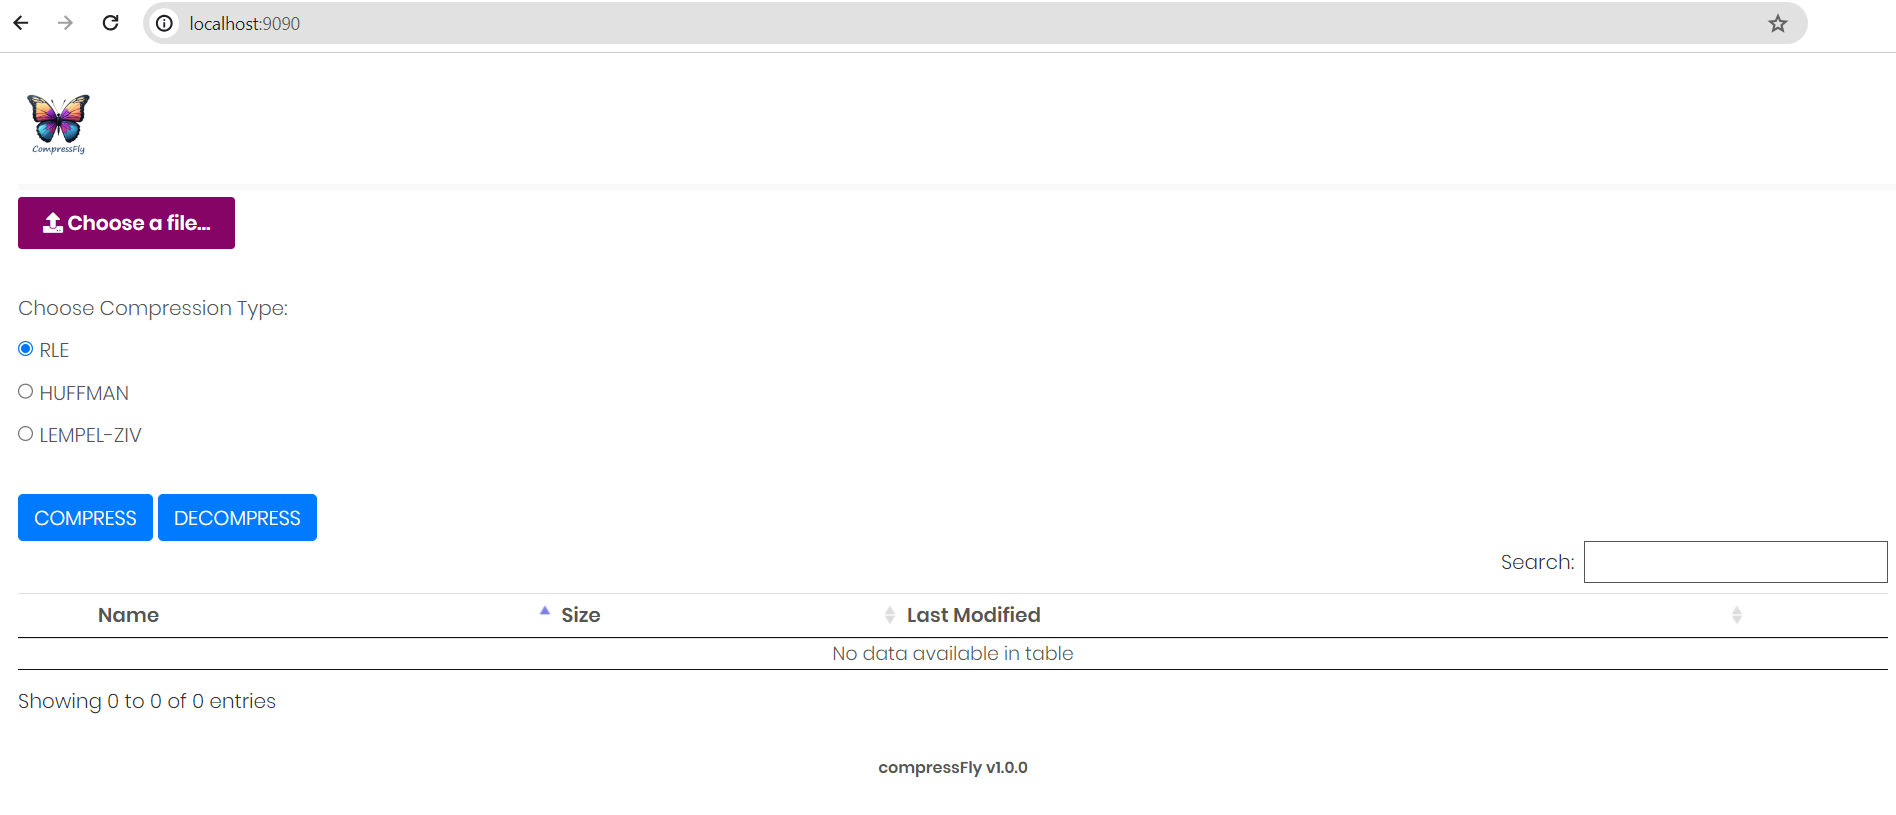 localhost:9090
CompressFly
Choose a file...
Choose Compression Type:
RLE
HUFFMAN
LEMPEL-ZIV
COMPRESS DECOMPRESS
Search:
Name Size Last Modified
No data available in table
Showing 0 to 0 of 0 entries
compressFly v1.0.0